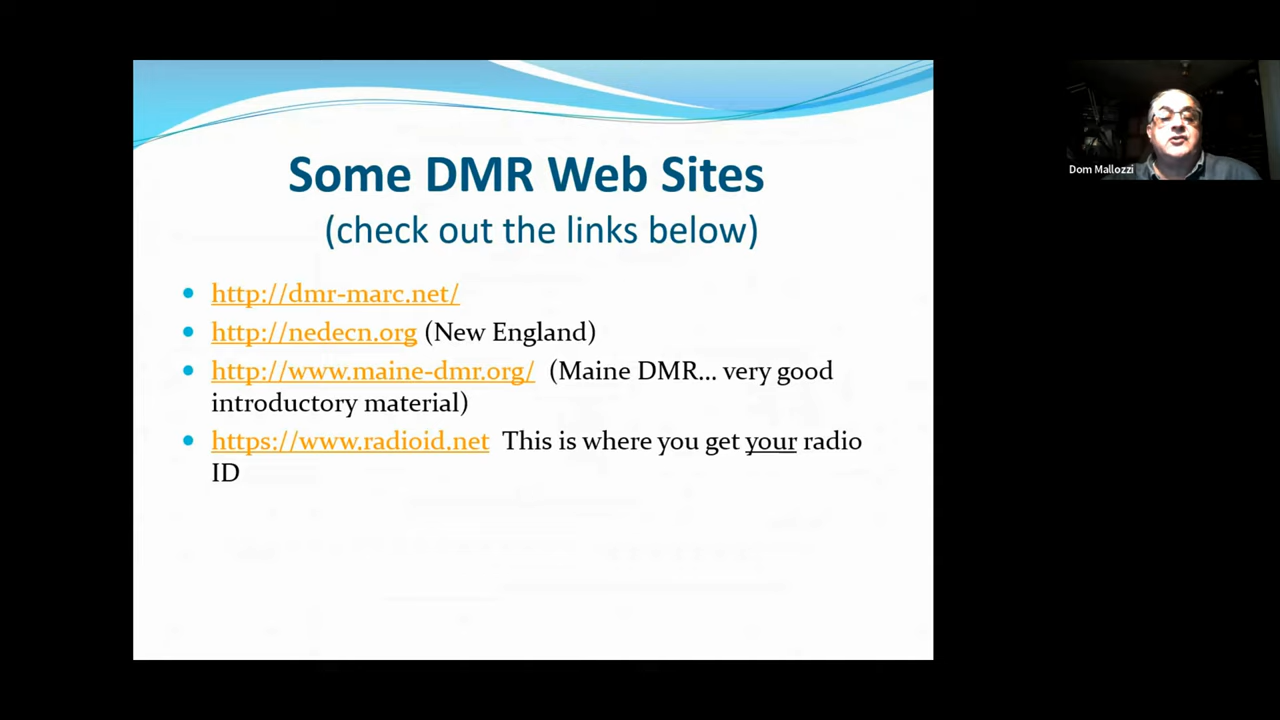 Some DMR Web Sites
(check out the links below)
http://dmr-marc.net/
http://nedecn.org (New England)
http://www.maine-dmr.org/ (Maine DMR... very good
introductory material)
https://www.radioid.net This is where you get your radio
ID
Dom Mallozzi